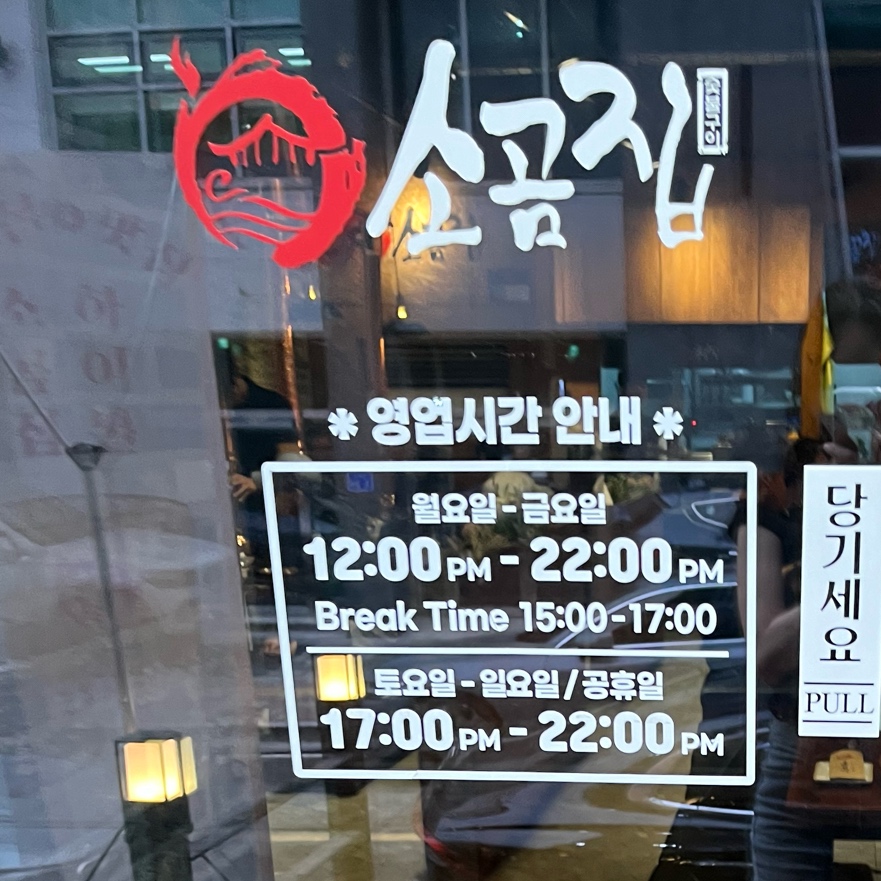 소곰집
✻ 영업시간 안내 ✻
월요일 - 금요일
12:00 PM - 22:00 PM
Break Time 15:00-17:00
토요일 - 일요일 / 공휴일
17:00 PM - 22:00 PM
당기세요
PULL